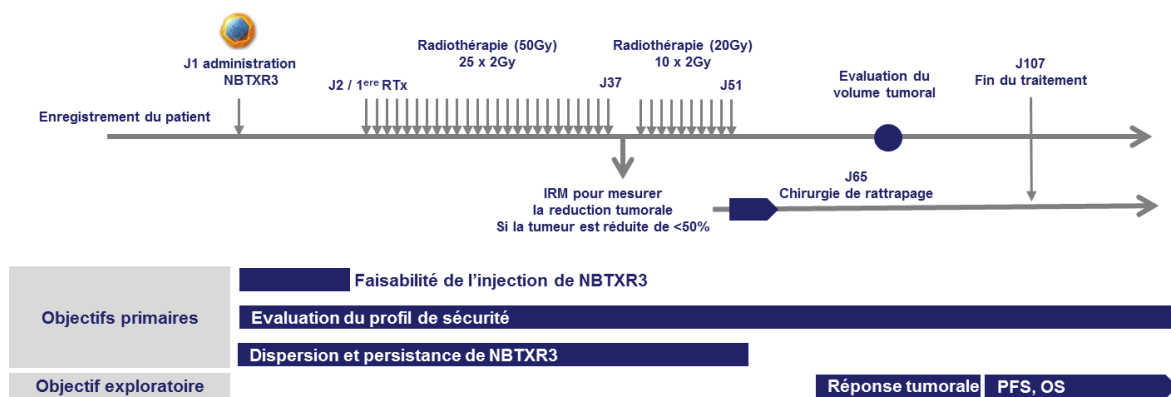 J1 administration
NBTXR3
Radiothérapie (50Gy)
25 x 2Gy
Radiothérapie (20Gy)
10 x 2Gy
J2 / 1ere RTx
J37
J51
Evaluation du
volume tumoral
J107
Fin du traitement
Enregistrement du patient
IRM pour mesurer
la reduction tumorale
Si la tumeur est réduite de <50%
J65
Chirurgie de rattrapage
Objectifs primaires
Faisabilité de l’injection de NBTXR3
Evaluation du profil de sécurité
Dispersion et persistance de NBTXR3
Objectif exploratoire
Réponse tumorale
PFS, OS